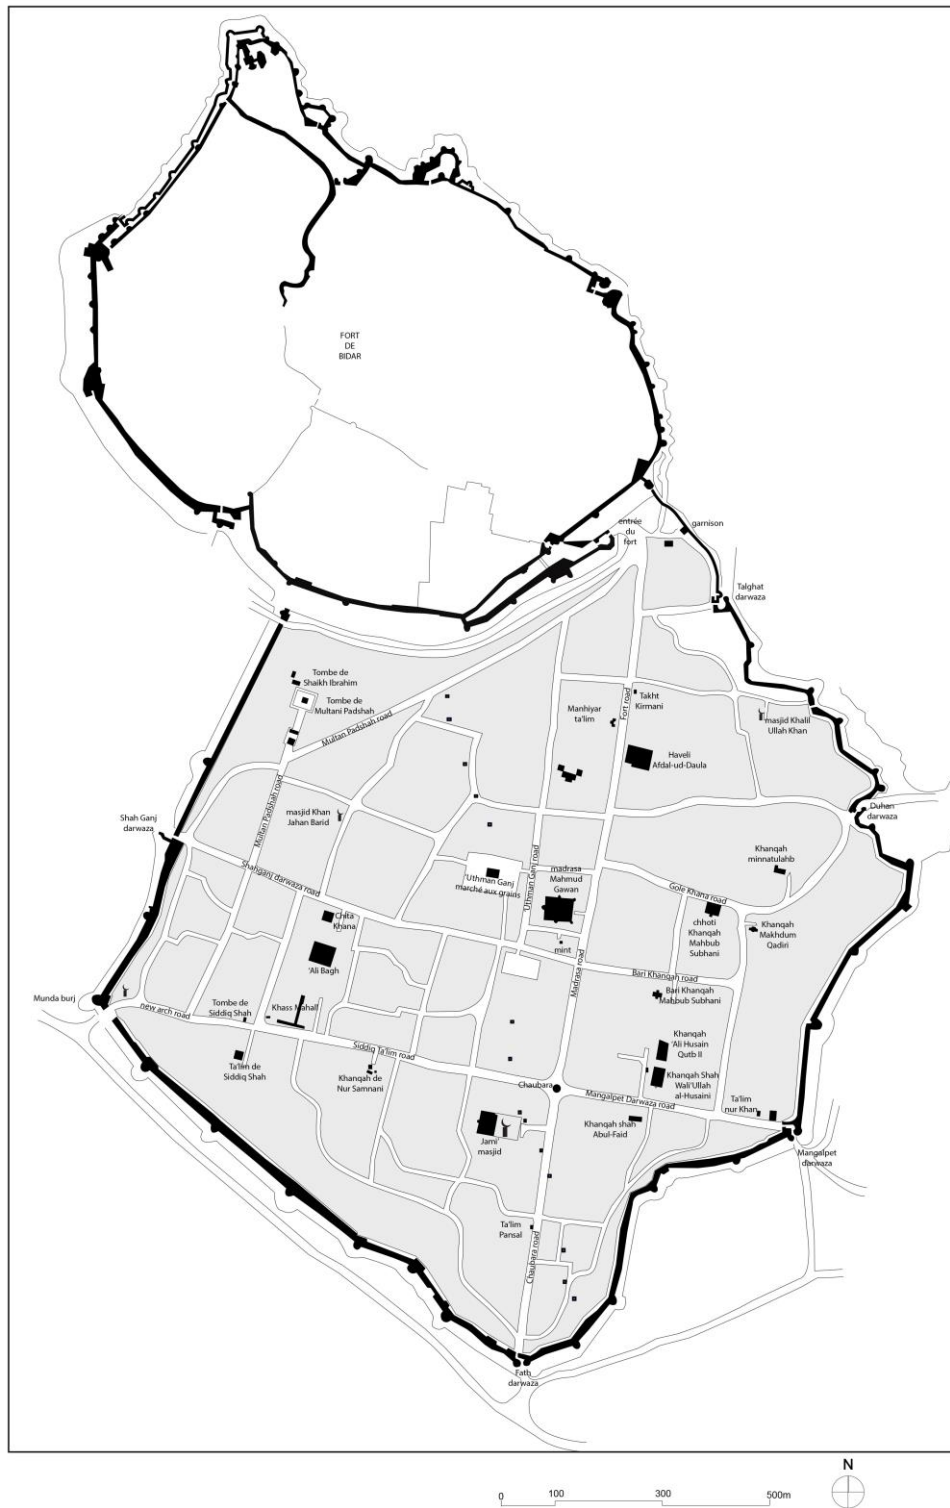 FORT
DE
BIDAR
entrée
du
fort
garnison
Talghat
darwaza
Tombe de
Shaikh Ibrahim
Tombe de
Multani Padshah
Multan Padshah road
Manhiyar
ta'lim
Fort road
Takht
Kirmani
masjid Khalil
Ullah Khan
Haveli
Afdal-ud-Daula
Multan Padshah road
Shah Ganj
darwaza
masjid Khan
Jahan Barid
Duhan
darwaza
Shahganj darwaza road
Uthman Ganj
marché aux grains
Uthman Ganj road
madrasa
Mahmud
Gawan
Khanqah
minnatulahb
Gole Khana road
Chita
Khana
chhoti
Khanqah
Mahbub
Subhani
Khanqah
Makhdum
Qadiri
mint
'Ali Bagh
Madrasa road
Bari Khanqah road
Bari Khanqah
Mahbub Subhani
Munda burj
new arch road
Tombe de
Siddiq Shah
Khass Mahall
Siddiq Ta'lim road
Ta'lim de
Siddiq Shah
Khanqah de
Nur Samnani
Khanqah
'Ali Husain
Qutb II
Khanqah Shah
Wali'Ullah
al-Husaini
Chaubara
Mangalpet Darwaza road
Ta'lim
nur Khan
Khanqah shah
Abul-Faid
Jami
masjid
Mangalpet
darwaza
Ta'lim
Pansal
Chaubara road
Fath
darwaza
N
0 100 300 500m